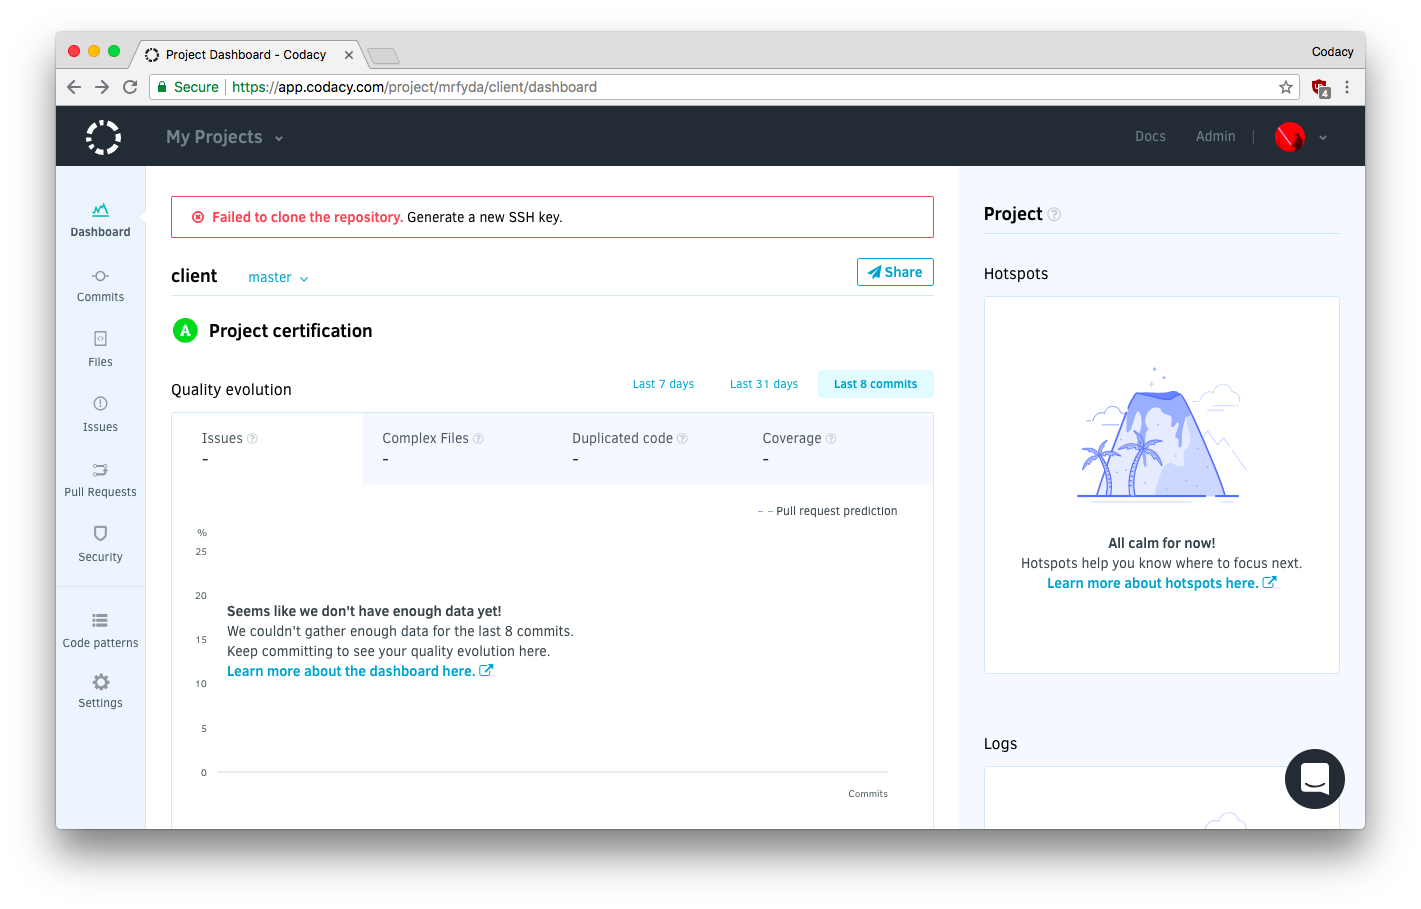 Project Dashboard - Codacy
Codacy
Secure
https://app.codacy.com/project/mrfyda/client/dashboard
4
My Projects
Docs
Admin
Dashboard
Commits
Files
Issues
Pull Requests
Security
Code patterns
Settings
Failed to clone the repository. Generate a new SSH key.
client
master
Share
A
Project certification
Quality evolution
Last 7 days
Last 31 days
Last 8 commits
Issues ?
-
Complex Files ?
-
Duplicated code ?
-
Coverage ?
-
Pull request prediction
%
25
20
15
10
5
0
Seems like we don't have enough data yet!
We couldn't gather enough data for the last 8 commits.
Keep committing to see your quality evolution here.
Learn more about the dashboard here.
Commits
Project ?
Hotspots
All calm for now!
Hotspots help you know where to focus next.
Learn more about hotspots here.
Logs